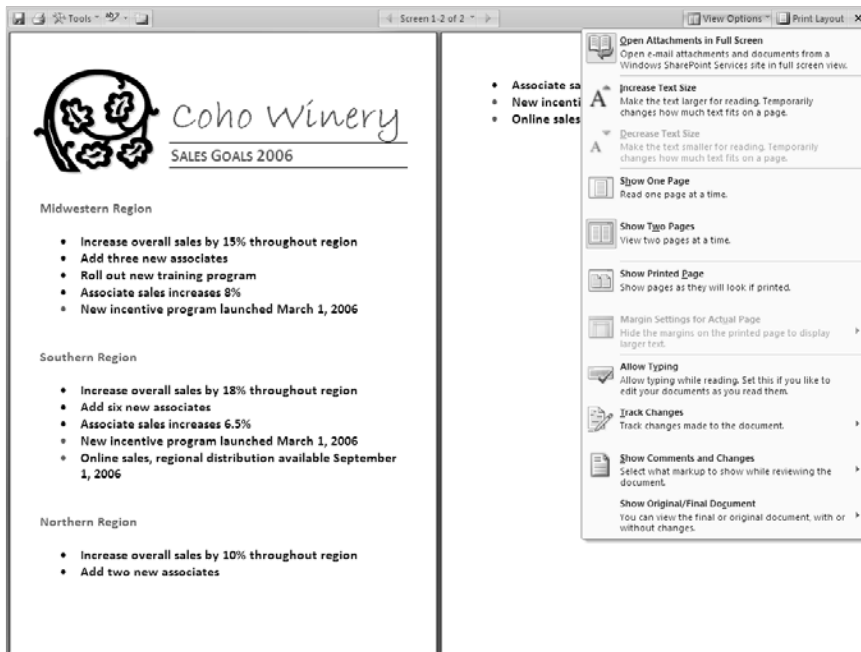 Tools
Screen 1-2 of 2
View Options
Print Layout
Coho Winery
SALES GOALS 2006
Midwestern Region
• Increase overall sales by 15% throughout region
• Add three new associates
• Roll out new training program
• Associate sales increases 8%
• New incentive program launched March 1, 2006
Southern Region
• Increase overall sales by 18% throughout region
• Add six new associates
• Associate sales increases 6.5%
• New incentive program launched March 1, 2006
• Online sales, regional distribution available September
1, 2006
Northern Region
• Increase overall sales by 10% throughout region
• Add two new associates
• Associate sa
• New incenti
• Online sales
Open Attachments in Full Screen
Open e-mail attachments and documents from a
Windows SharePoint Services site in full screen view.
Increase Text Size
Make the text larger for reading. Temporarily
changes how much text fits on a page.
Decrease Text Size
Make the text smaller for reading. Temporarily
changes how much text fits on a page.
Show One Page
Read one page at a time.
Show Two Pages
View two pages at a time.
Show Printed Page
Show pages as they will look if printed.
Margin Settings for Actual Page
Hide the margins on the printed page to display
larger text.
Allow Typing
Allow typing while reading. Set this if you like to
edit your documents as you read them.
Track Changes
Track changes made to the document.
Show Comments and Changes
Select what markup to show while reviewing the
document.
Show Original/Final Document
You can view the final or original document, with or
without changes.